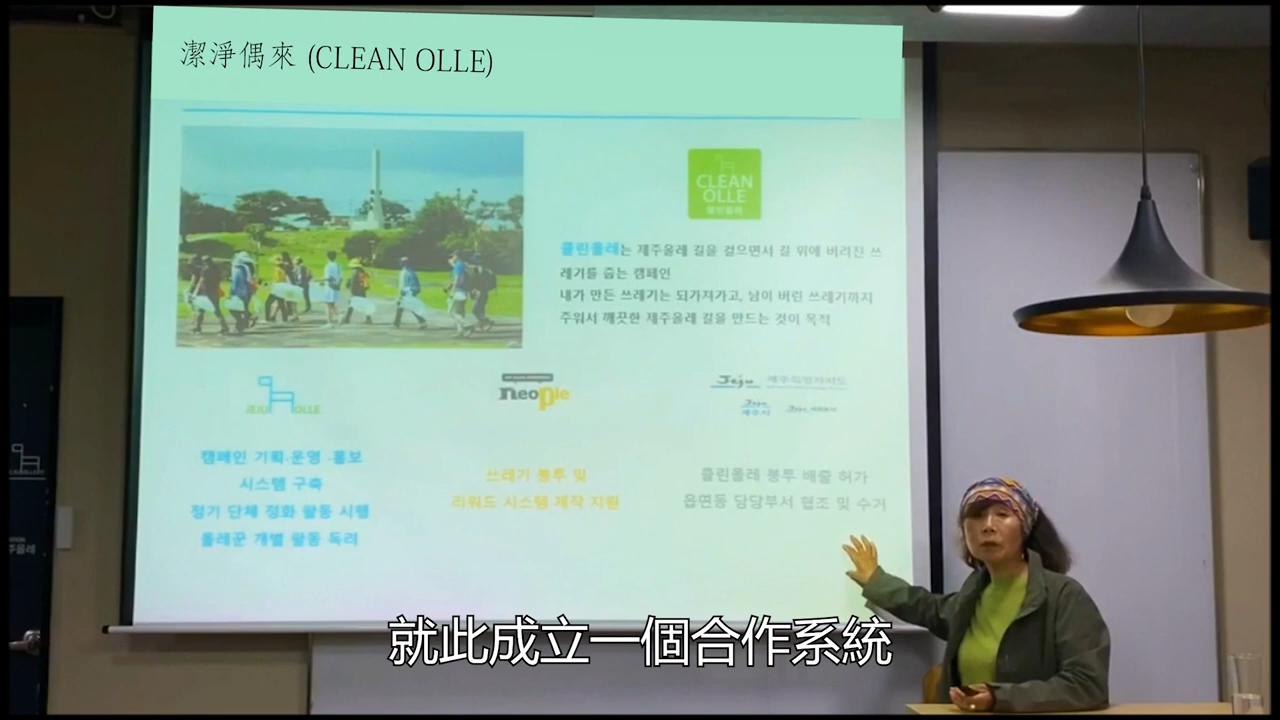 潔淨偶來 (CLEAN OLLE)
CLEAN
OLLE
클린올레
클린올레는 제주올레 길을 걸으면서 길 위에 버려진 쓰
레기를 줍는 캠페인
내가 만든 쓰레기는 되가져가고, 남이 버린 쓰레기까지
주워서 깨끗한 제주올레 길을 만드는 것이 목적
JEJU OLLE
neople
Jeju 제주특별자치도
제주시
캠페인 기획·운영·홍보
시스템 구축
정기 단체 정화 활동 시행
올레꾼 개별 활동 독려
쓰레기 봉투 및
리워드 시스템 제작 지원
클린올레 봉투 배출 허가
읍면동 담당부서 협조 및 수거
제주올레
就此成立一個合作系統